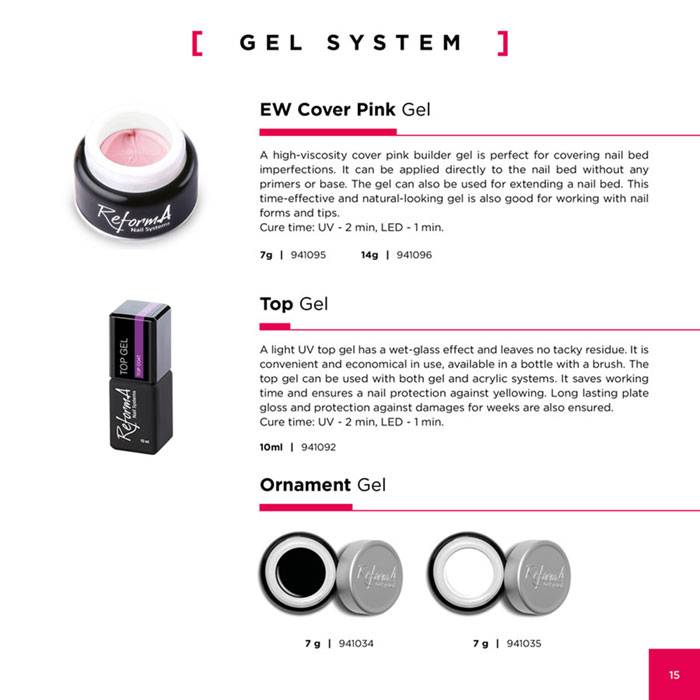 [ GEL SYSTEM ]
EW Cover Pink Gel
A high-viscosity cover pink builder gel is perfect for covering nail bed
imperfections. It can be applied directly to the nail bed without any
primers or base. The gel can also be used for extending a nail bed. This
time-effective and natural-looking gel is also good for working with nail
forms and tips.
Cure time: UV - 2 min, LED - 1 min.
7g | 941095 14g | 941096
ReformA
Nail Systems
Top Gel
A light UV top gel has a wet-glass effect and leaves no tacky residue. It is
convenient and economical in use, available in a bottle with a brush. The
top gel can be used with both gel and acrylic systems. It saves working
time and ensures a nail protection against yellowing. Long lasting plate
gloss and protection against damages for weeks are also ensured.
Cure time: UV - 2 min, LED - 1 min.
10ml | 941092
TOP GEL
TOP COAT
ReformA
Nail Systems
10 ml
Ornament Gel
ReformA
Nail Systems
ReformA
Nail Systems
7 g | 941034
7 g | 941035
15